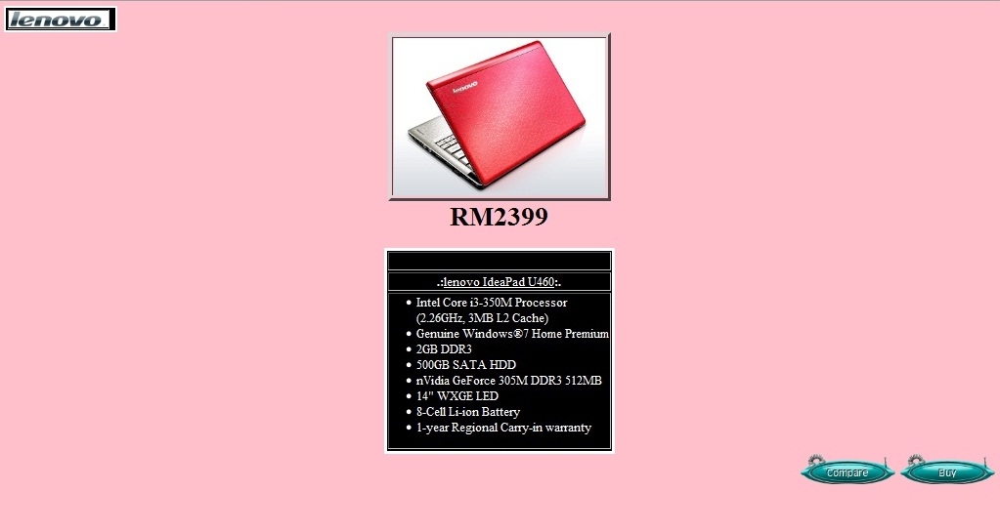 lenovo
lenovo
RM2399
.:lenovo IdeaPad U460:.
Intel Core i3-350M Processor
(2.26GHz, 3MB L2 Cache)
Genuine Windows®7 Home Premium
2GB DDR3
500GB SATA HDD
nVidia GeForce 305M DDR3 512MB
14" WXGE LED
8-Cell Li-ion Battery
1-year Regional Carry-in warranty
Compare
Buy